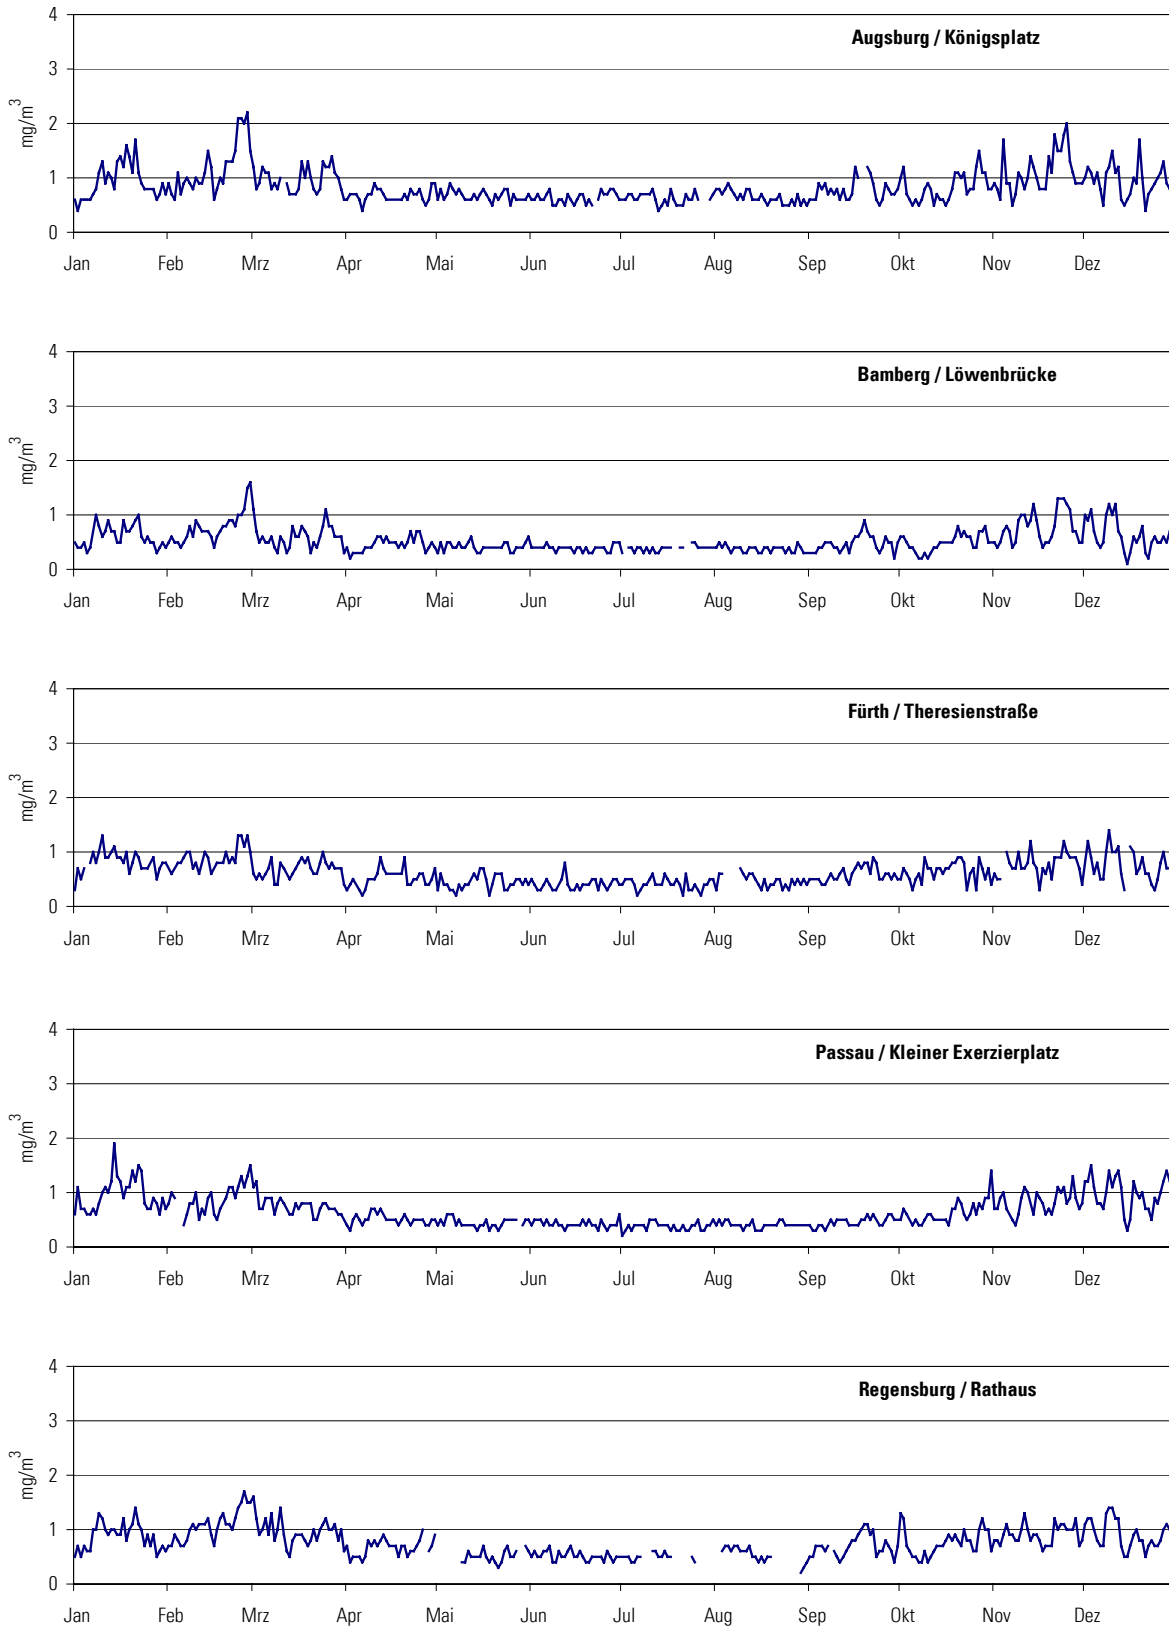 Augsburg / Königsplatz
4
3
2
1
0
mg/m³
Jan Feb Mrz Apr Mai Jun Jul Aug Sep Okt Nov Dez
Bamberg / Löwenbrücke
4
3
2
1
0
mg/m³
Jan Feb Mrz Apr Mai Jun Jul Aug Sep Okt Nov Dez
Fürth / Theresienstraße
4
3
2
1
0
mg/m³
Jan Feb Mrz Apr Mai Jun Jul Aug Sep Okt Nov Dez
Passau / Kleiner Exerzierplatz
4
3
2
1
0
mg/m³
Jan Feb Mrz Apr Mai Jun Jul Aug Sep Okt Nov Dez
Regensburg / Rathaus
4
3
2
1
0
mg/m³
Jan Feb Mrz Apr Mai Jun Jul Aug Sep Okt Nov Dez